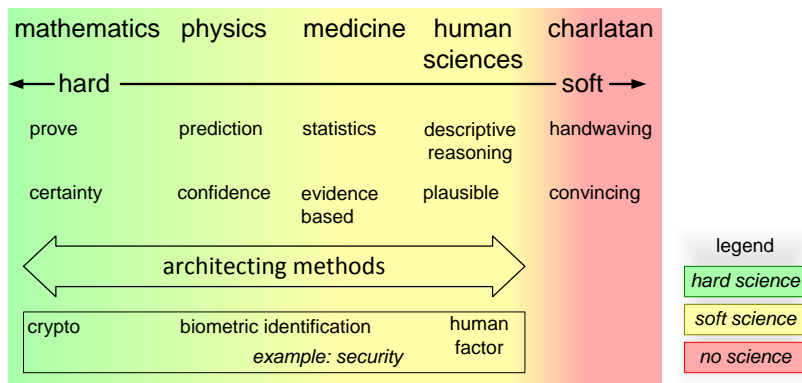 mathematics physics medicine human charlatan
sciences
hard soft
prove prediction statistics descriptive handwaving
reasoning
certainty confidence evidence plausible convincing
based
architecting methods
crypto biometric identification human
example: security factor
legend
hard science
soft science
no science